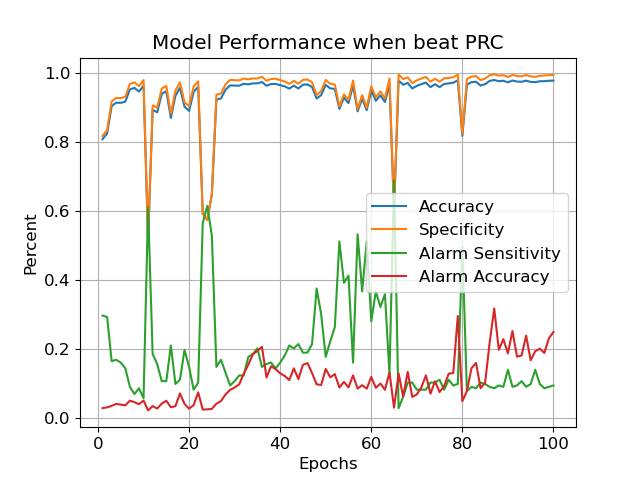 Model Performance when beat PRC
1.0
0.8
0.6
0.4
0.2
0.0
Percent
Accuracy
Specificity
Alarm Sensitivity
Alarm Accuracy
0 20 40 60 80 100
Epochs